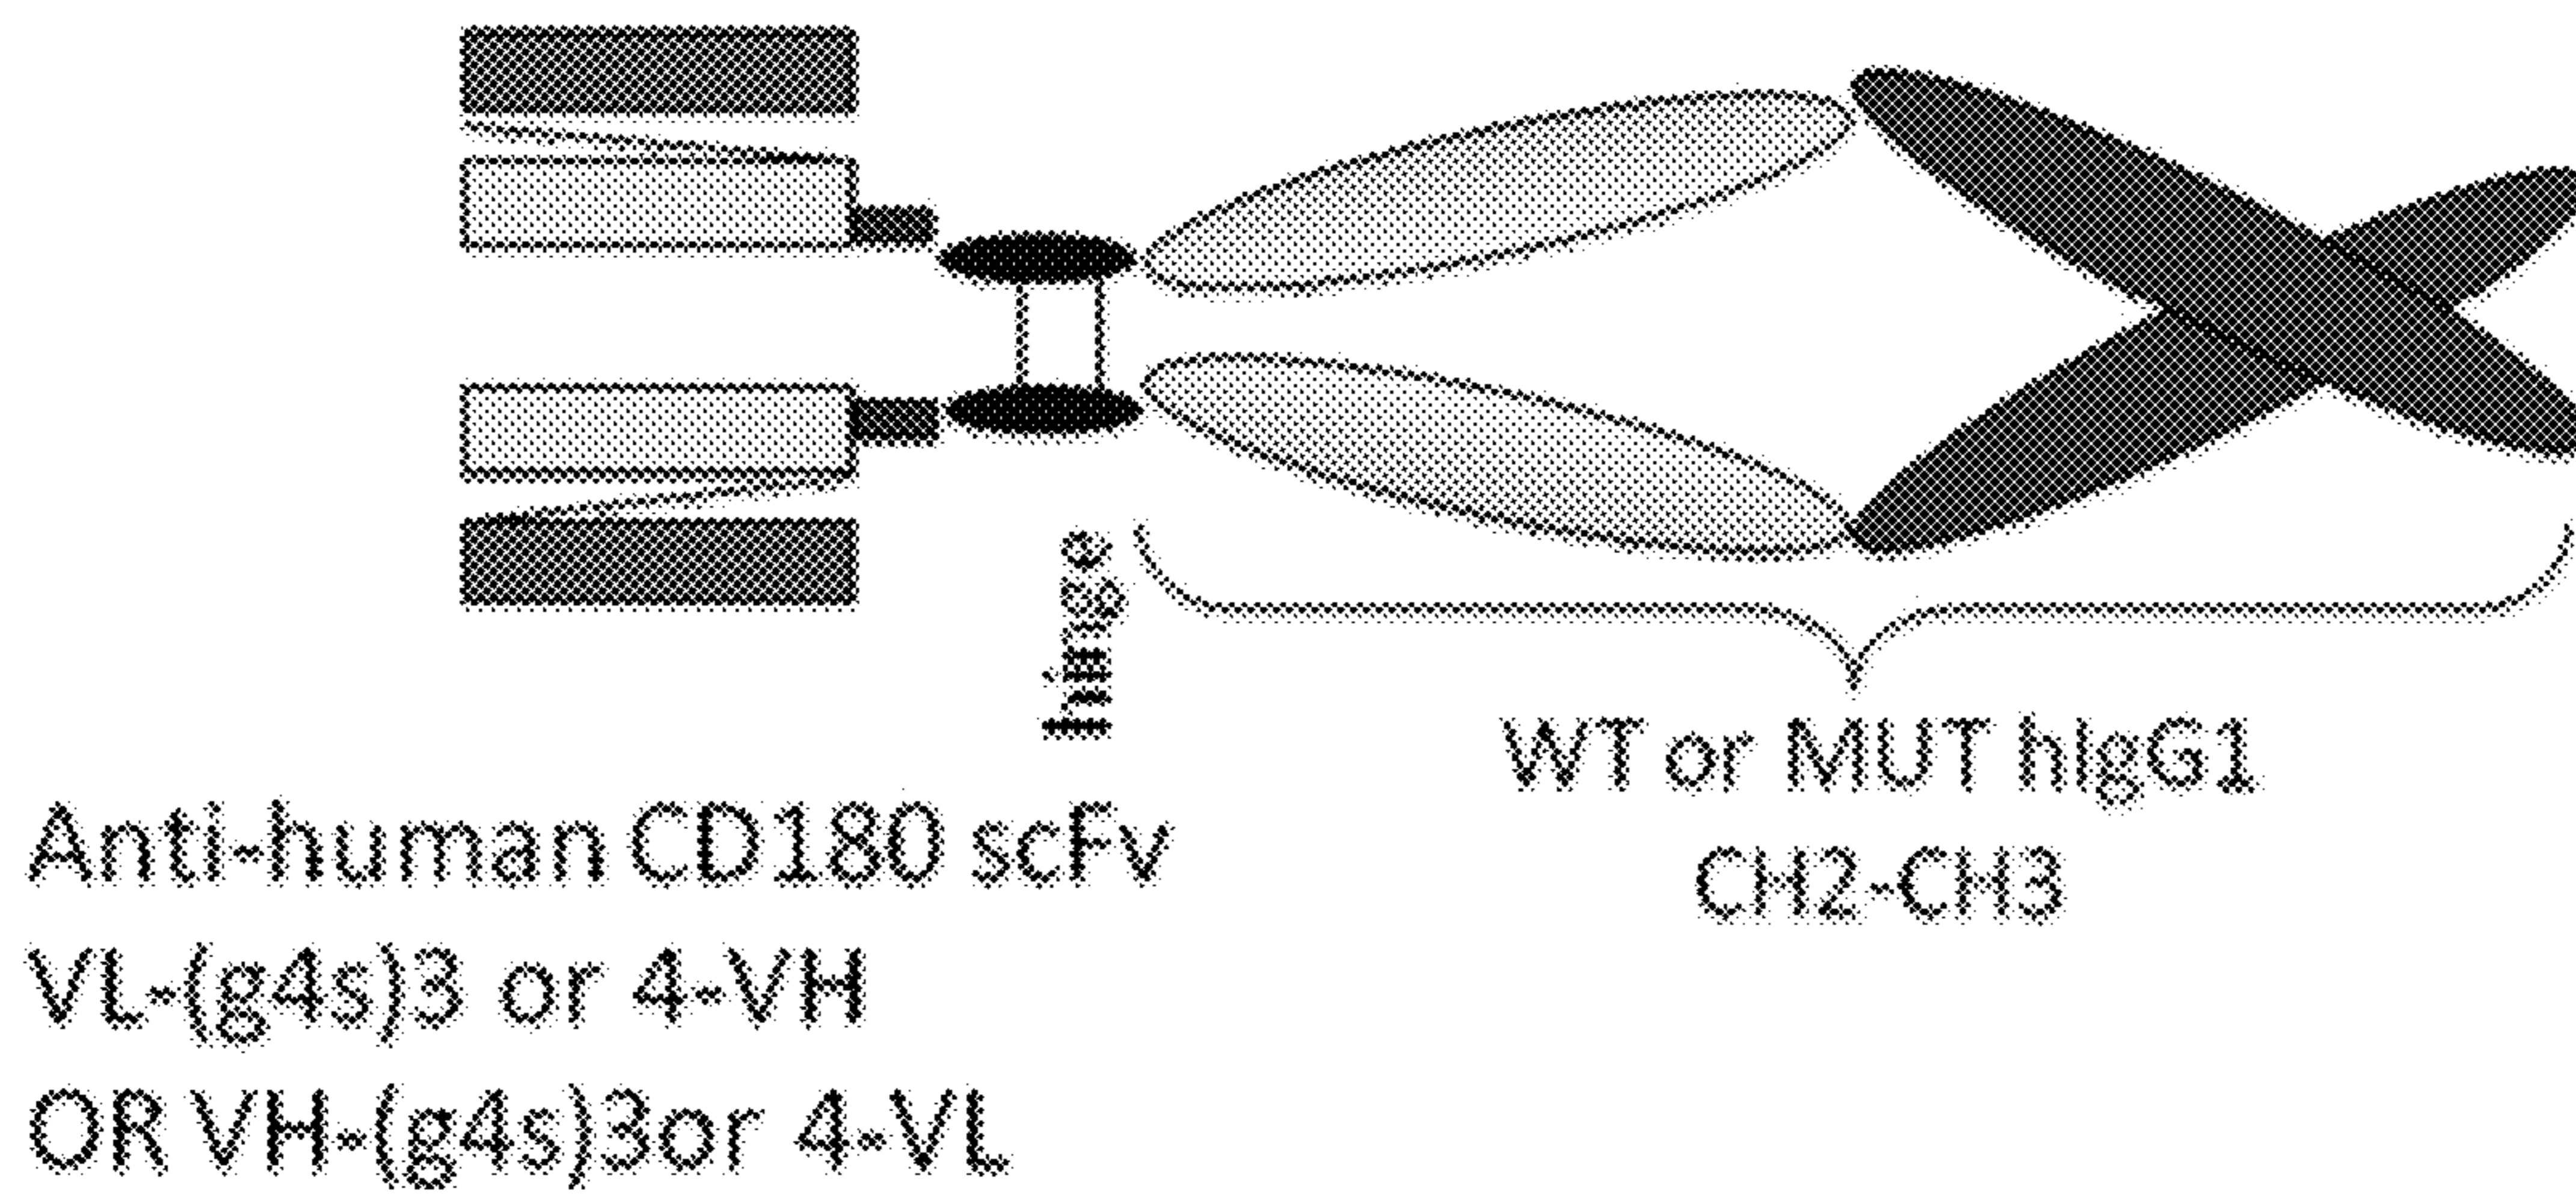 hinge
WT or MUT hIgG1
CH2-CH3
Anti-human CD180 scFv
VL-(g4s)3 or 4-VH
OR VH-(g4s)3or 4-VL